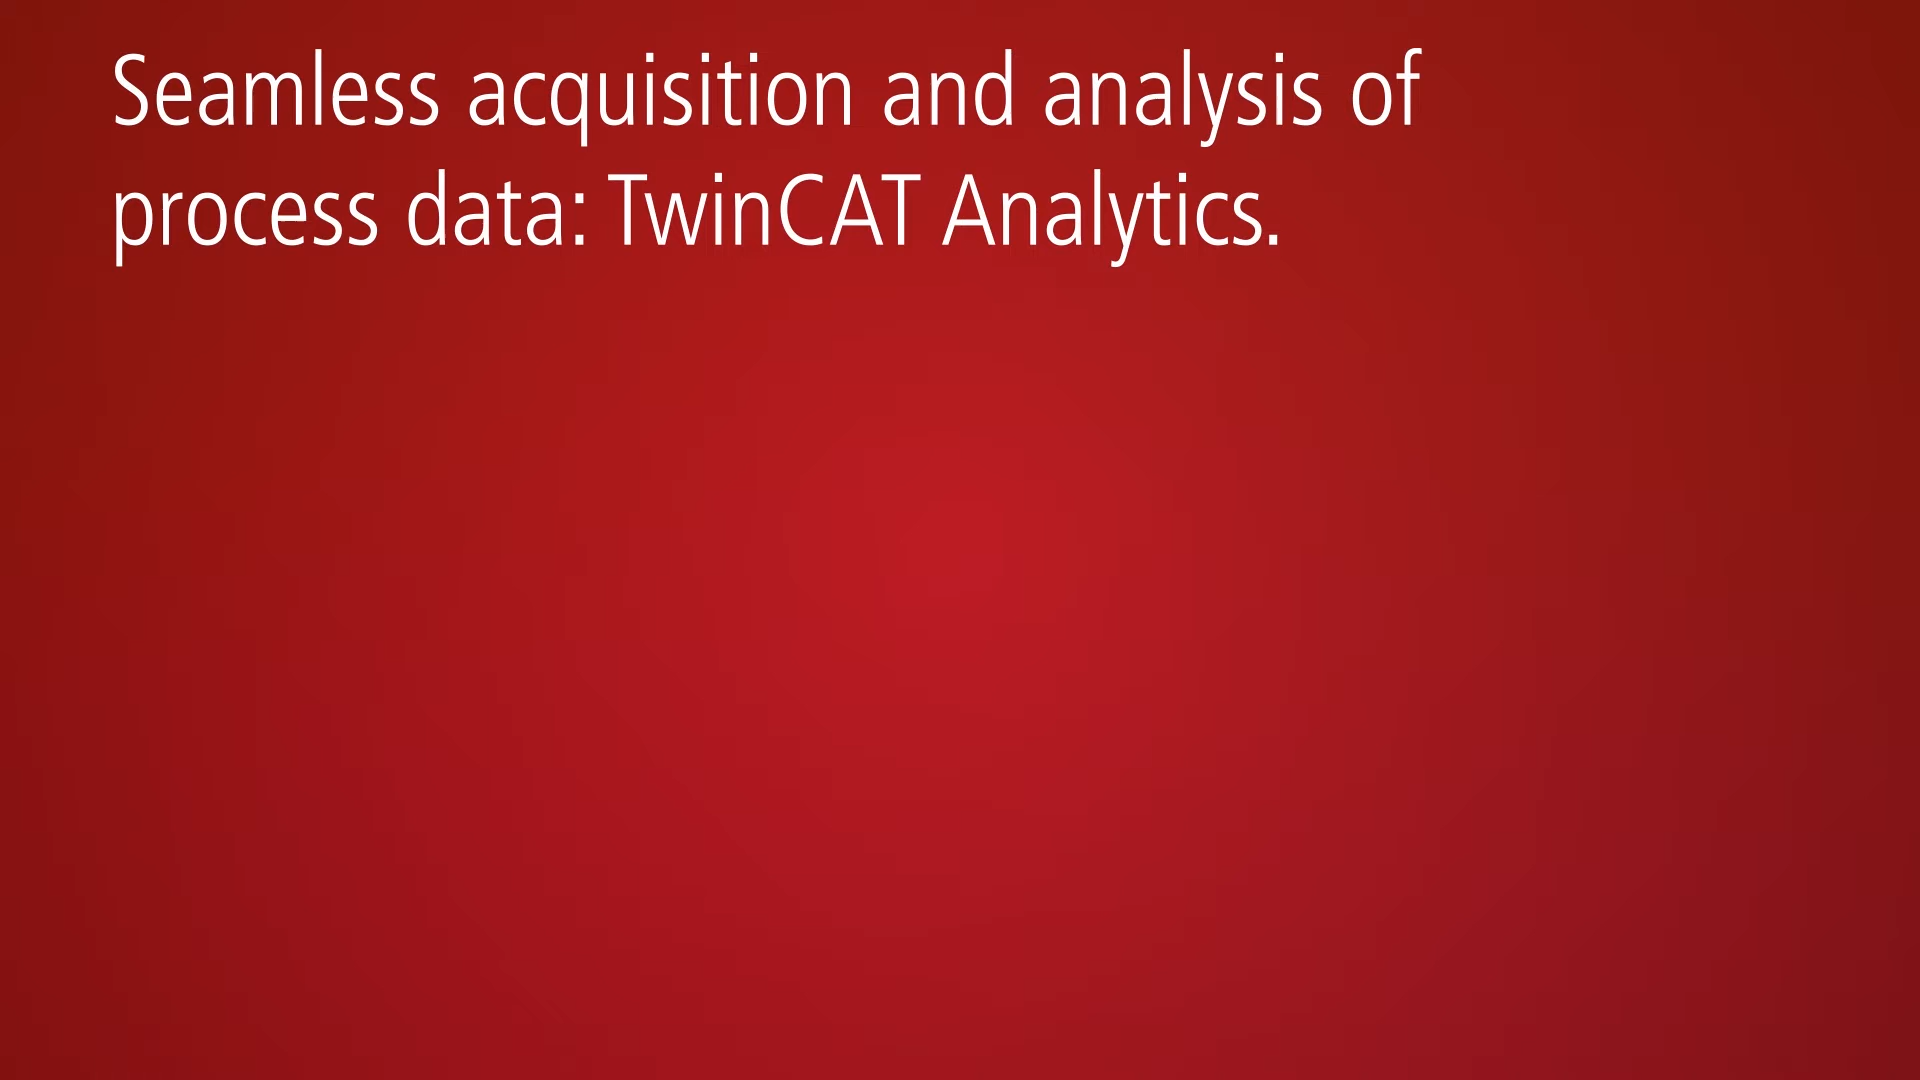 Seamless acquisition and analysis of
process data: TwinCAT Analytics.